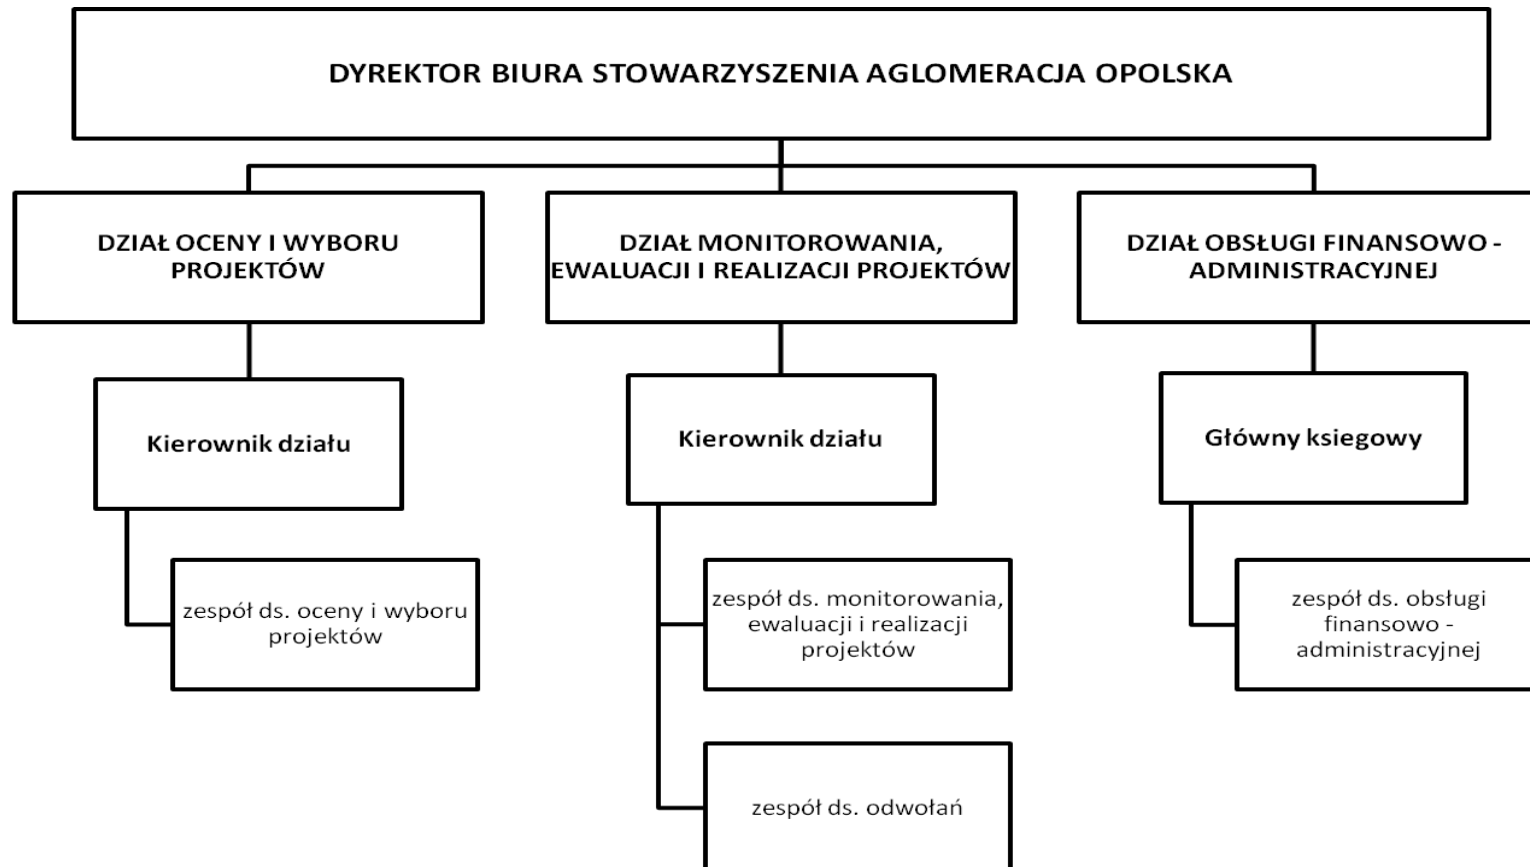 DYREKTOR BIURA STOWARZYSZENIA AGLOMERACJA OPOLSKA
DZIAŁ OCENY I WYBORU
PROJEKTÓW
DZIAŁ MONITOROWANIA,
EWALUACJI I REALIZACJI PROJEKTÓW
DZIAŁ OBSŁUGI FINANSOWO -
ADMINISTRACYJNEJ
Kierownik działu
Kierownik działu
Główny ksiegowy
zespół ds. oceny i wyboru
projektów
zespół ds. monitorowania,
ewaluacji i realizacji
projektów
zespół ds. obsługi
finansowo -
administracyjnej
zespół ds. odwołań